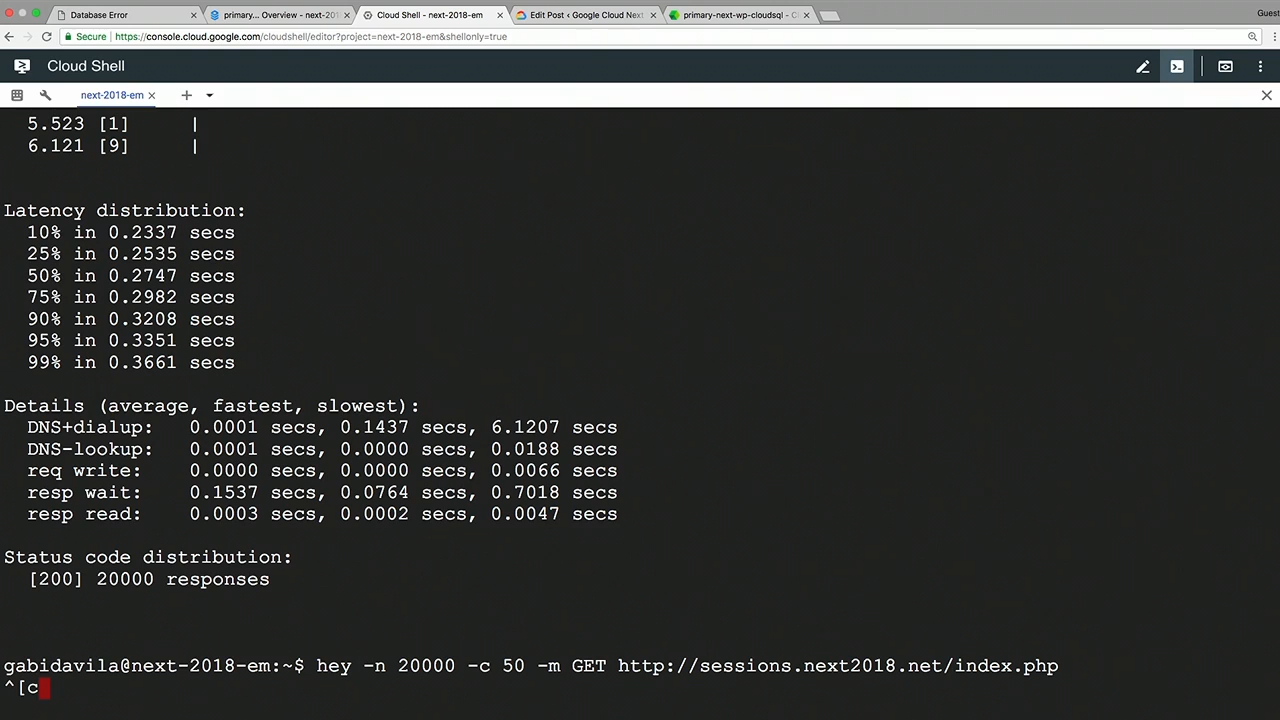 Database Error
primary... Overview - next-201
Cloud Shell - next-2018-em
Edit Post ‹ Google Cloud Nex
primary-next-wp-cloudsql - C
Guest
Secure
https://console.cloud.google.com/cloudshell/editor?project=next-2018-em&shellonly=true
Cloud Shell
next-2018-em
5.523 [1] |
6.121 [9] |
Latency distribution:
10% in 0.2337 secs
25% in 0.2535 secs
50% in 0.2747 secs
75% in 0.2982 secs
90% in 0.3208 secs
95% in 0.3351 secs
99% in 0.3661 secs
Details (average, fastest, slowest):
DNS+dialup: 0.0001 secs, 0.1437 secs, 6.1207 secs
DNS-lookup: 0.0001 secs, 0.0000 secs, 0.0188 secs
req write: 0.0000 secs, 0.0000 secs, 0.0066 secs
resp wait: 0.1537 secs, 0.0764 secs, 0.7018 secs
resp read: 0.0003 secs, 0.0002 secs, 0.0047 secs
Status code distribution:
[200] 20000 responses
gabidavila@next-2018-em:~$ hey -n 20000 -c 50 -m GET http://sessions.next2018.net/index.php
^[c